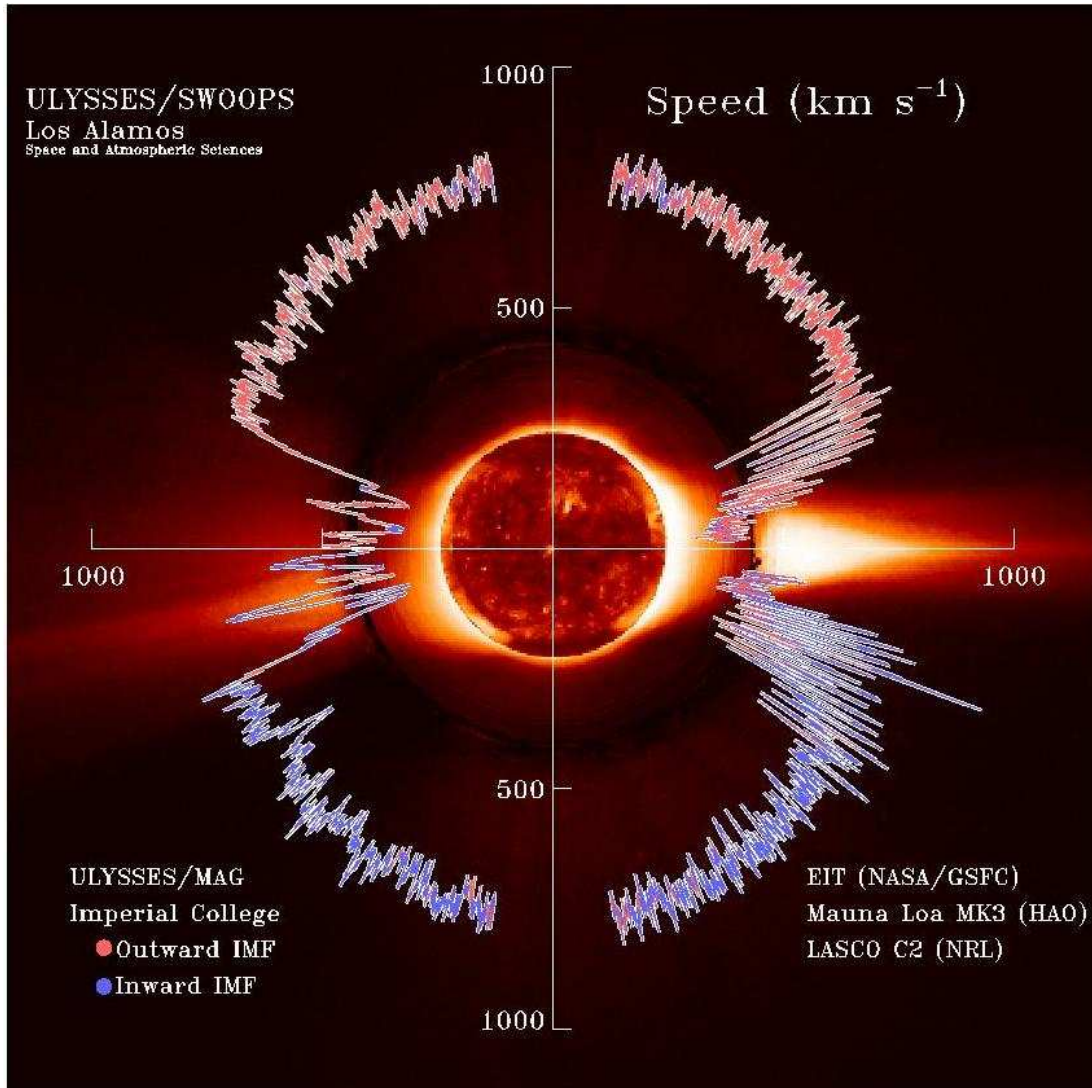 ULYSSES/SWOOPS
Los Alamos
Space and Atmospheric Sciences
Speed (km s⁻¹)
1000
500
1000
1000
500
1000
ULYSSES/MAG
Imperial College
Outward IMF
Inward IMF
EIT (NASA/GSFC)
Mauna Loa MK3 (HAO)
LASCO C2 (NRL)